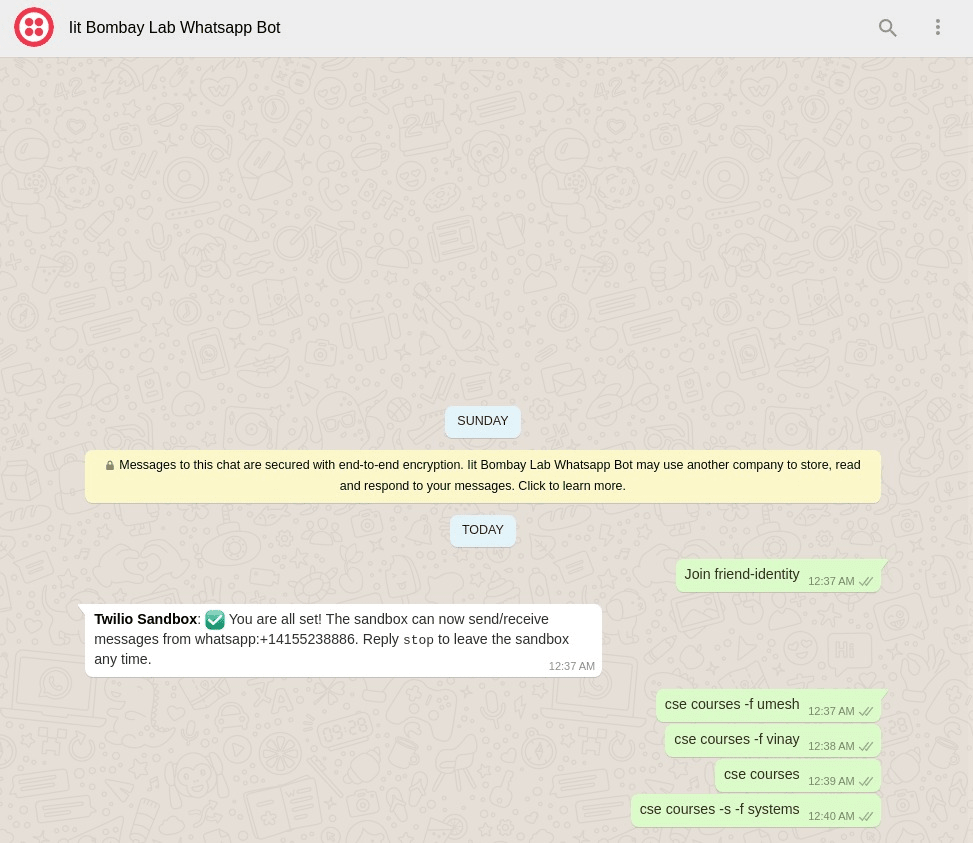 Iit Bombay Lab Whatsapp Bot
SUNDAY
Messages to this chat are secured with end-to-end encryption. Iit Bombay Lab Whatsapp Bot may use another company to store, read
and respond to your messages. Click to learn more.
TODAY
Join friend-identity 12:37 AM
Twilio Sandbox: ✅ You are all set! The sandbox can now send/receive
messages from whatsapp:+14155238886. Reply stop to leave the sandbox
any time. 12:37 AM
cse courses -f umesh 12:37 AM
cse courses -f vinay 12:38 AM
cse courses 12:39 AM
cse courses -s -f systems 12:40 AM